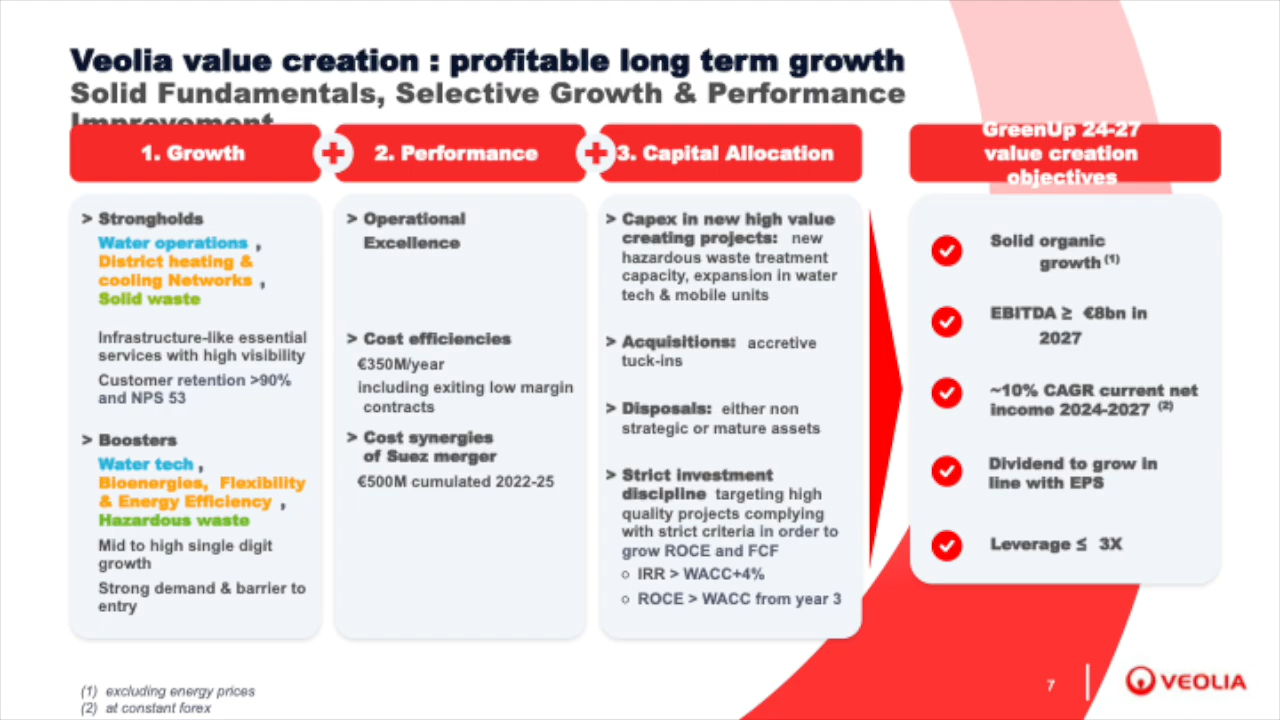 Veolia value creation : profitable long term growth
Solid Fundamentals, Selective Growth & Performance
Improvement
1. Growth
2. Performance
3. Capital Allocation
GreenUp 24-27
value creation
objectives
> Strongholds
Water operations ,
District heating &
cooling Networks ,
Solid waste
Infrastructure-like essential
services with high visibility
Customer retention >90%
and NPS 53
> Boosters
Water tech ,
Bioenergies, Flexibility
& Energy Efficiency ,
Hazardous waste
Mid to high single digit
growth
Strong demand & barrier to
entry
> Operational
Excellence
> Cost efficiencies
€350M/year
including exiting low margin
contracts
> Cost synergies
of Suez merger
€500M cumulated 2022-25
> Capex in new high value
creating projects: new
hazardous waste treatment
capacity, expansion in water
tech & mobile units
> Acquisitions: accretive
tuck-ins
> Disposals: either non
strategic or mature assets
> Strict investment
discipline targeting high
quality projects complying
with strict criteria in order to
grow ROCE and FCF
○ IRR > WACC+4%
○ ROCE > WACC from year 3
Solid organic
growth (1)
EBITDA ≥ €8bn in
2027
~10% CAGR current net
income 2024-2027 (2)
Dividend to grow in
line with EPS
Leverage ≤ 3X
(1) excluding energy prices
(2) at constant forex
7
VEOLIA